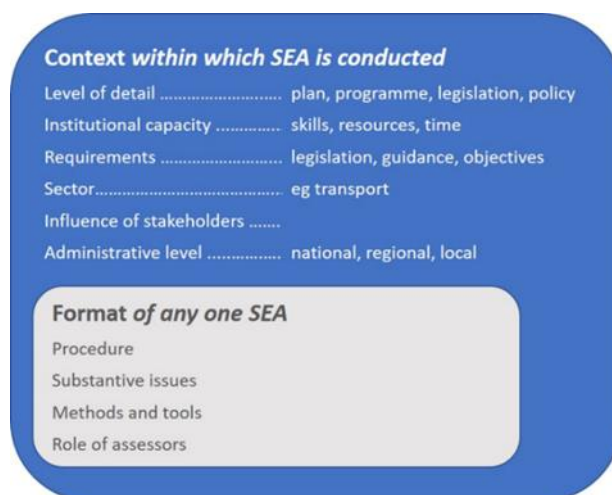 Context within which SEA is conducted
Level of detail ............................ plan, programme, legislation, policy
Institutional capacity .............. skills, resources, time
Requirements .......................... legislation, guidance, objectives
Sector........................................ eg transport
Influence of stakeholders .......
Administrative level ................ national, regional, local
Format of any one SEA
Procedure
Substantive issues
Methods and tools
Role of assessors